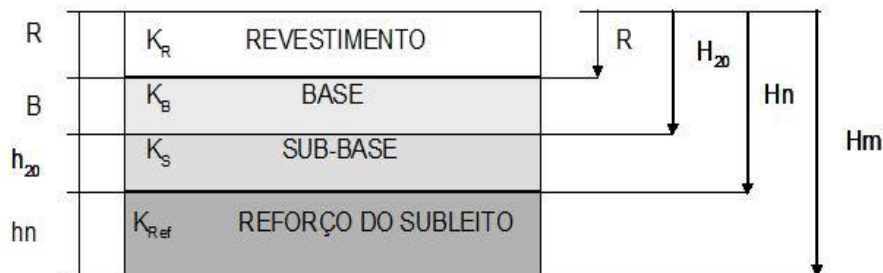 R K_R REVESTIMENTO R H_20
B K_B BASE Hn
h_20 K_S SUB-BASE Hm
hn K_Ref REFORÇO DO SUBLEITO